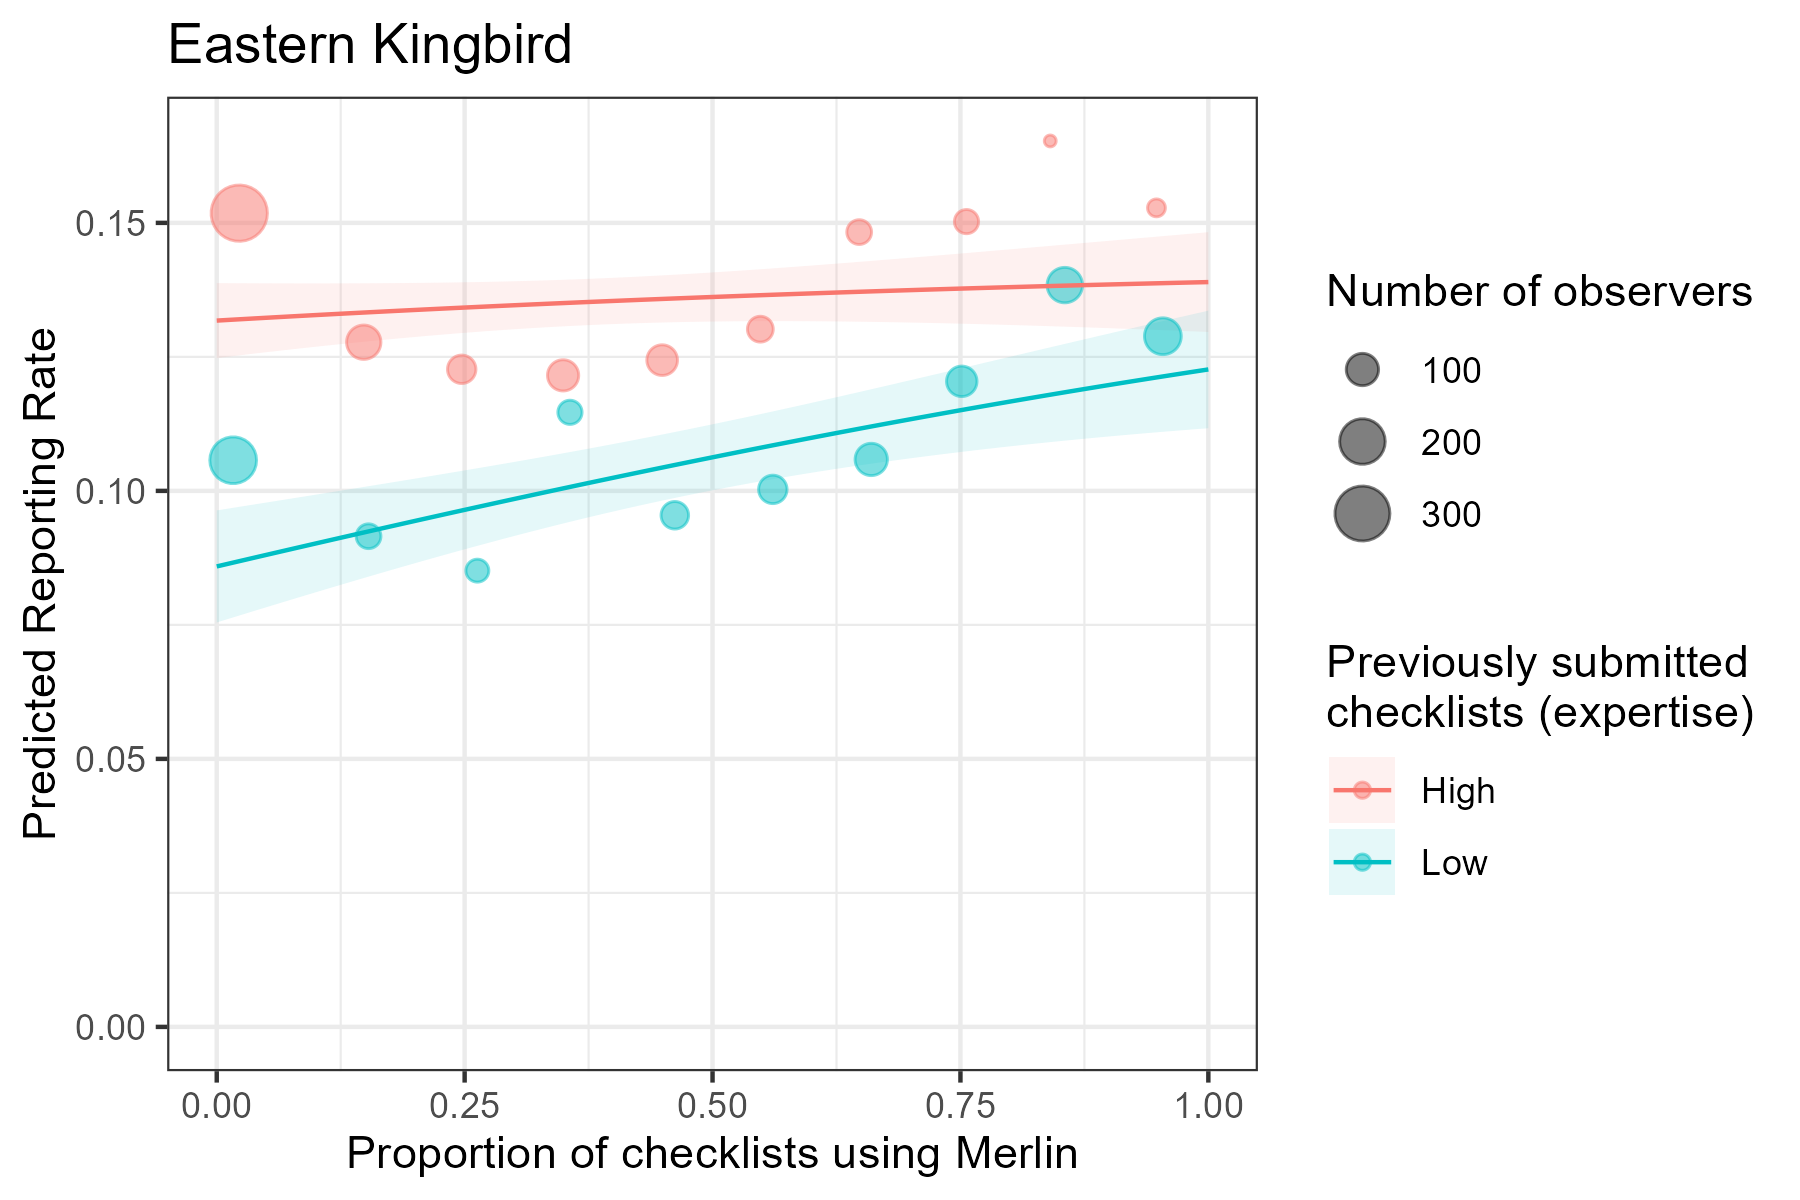 Eastern Kingbird
Predicted Reporting Rate
0.15
0.10
0.05
0.00
0.00 0.25 0.50 0.75 1.00
Proportion of checklists using Merlin
Number of observers
100
200
300
Previously submitted
checklists (expertise)
High
Low